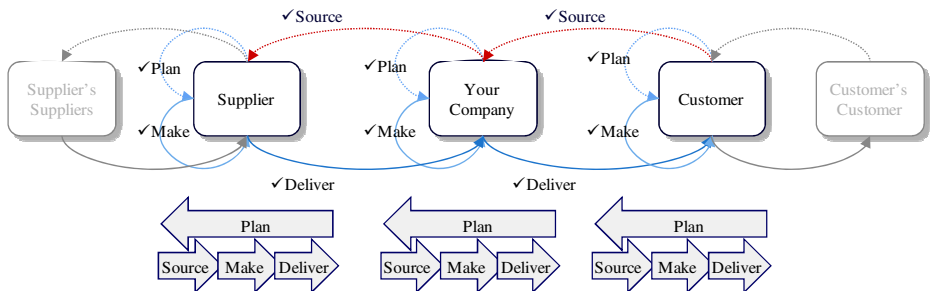 ✓Source
✓Source
✓Plan
✓Plan
✓Plan
Supplier's
Suppliers
Supplier
Your
Company
Customer
Customer's
Customer
✓Make
✓Make
✓Make
✓Deliver
✓Deliver
Plan
Source Make Deliver
Plan
Source Make Deliver
Plan
Source Make Deliver